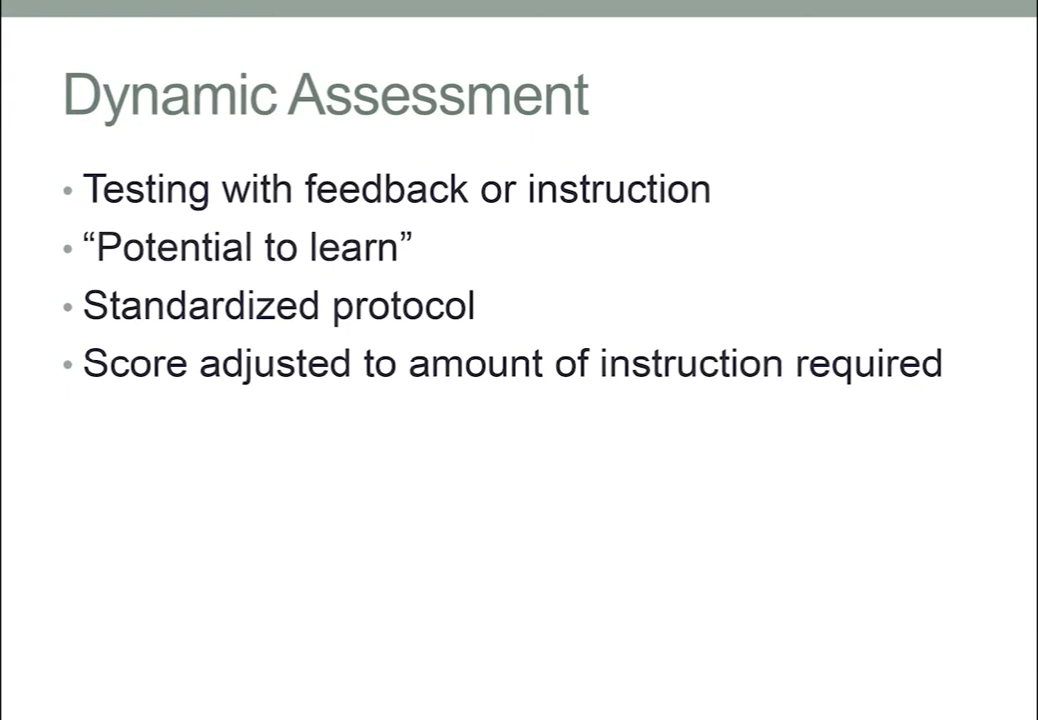 Dynamic Assessment
• Testing with feedback or instruction
• “Potential to learn”
• Standardized protocol
• Score adjusted to amount of instruction required